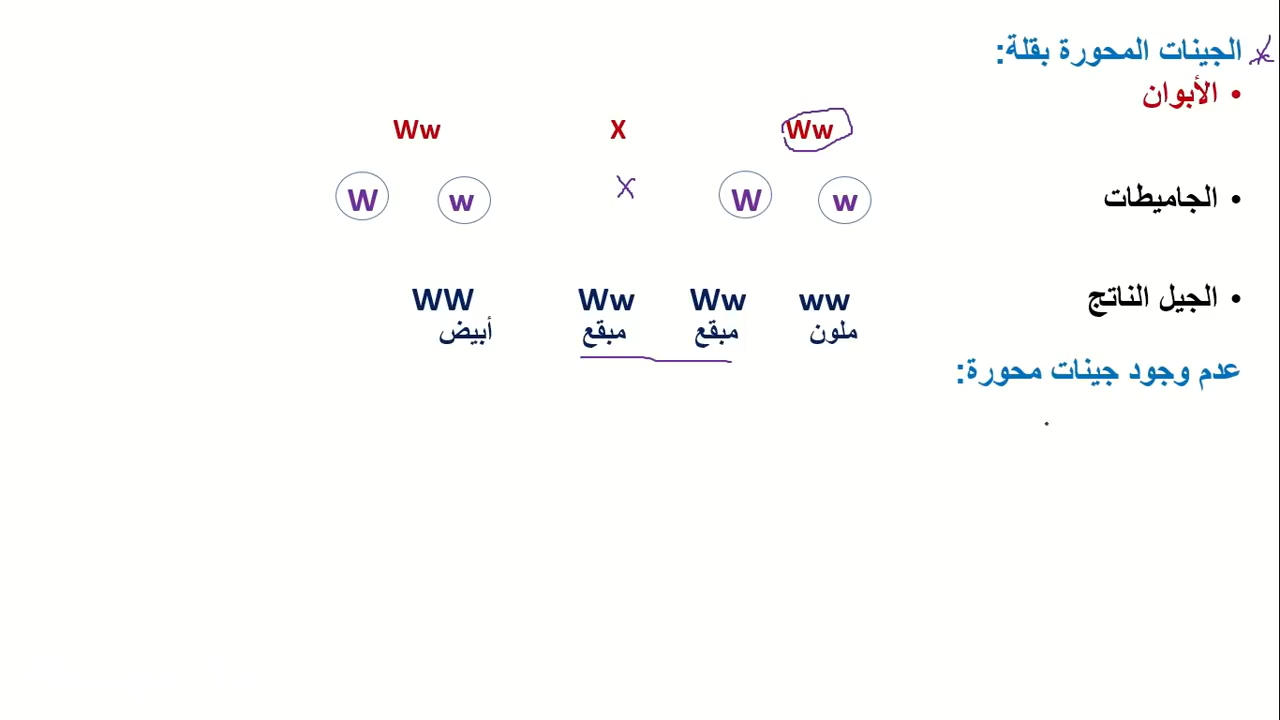 الجينات المحورة بقلة:
• الأبوان
Ww X Ww
• الجاميطات
W w X W w
• الجيل الناتج
WW Ww Ww ww
أبيض مبقع مبقع ملون
عدم وجود جينات محورة: